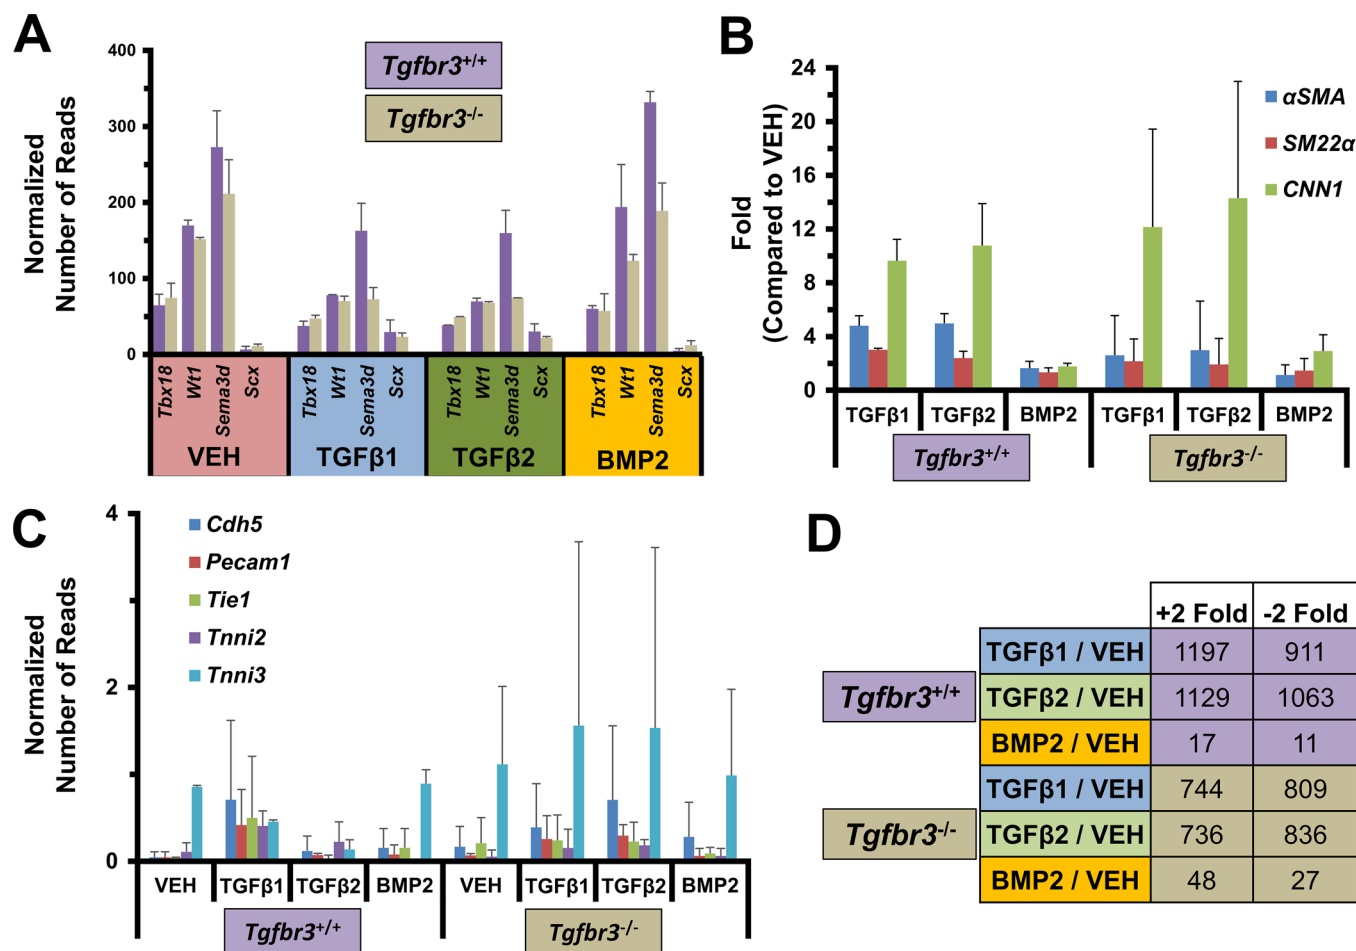 A
Normalized
Number of Reads
400
300
200
100
0
Tgfbr3+/+
Tgfbr3-/-
Tbx18 Wt1 Sema3d Scx Tbx18 Wt1 Sema3d Scx Tbx18 Wt1 Sema3d Scx Tbx18 Wt1 Sema3d Scx
VEH TGFβ1 TGFβ2 BMP2
B
Fold
(Compared to VEH)
24
20
16
12
8
4
0
αSMA
SM22α
CNN1
TGFβ1 TGFβ2 BMP2 TGFβ1 TGFβ2 BMP2
Tgfbr3+/+ Tgfbr3-/-
C
Normalized
Number of Reads
4
2
0
Cdh5
Pecam1
Tie1
Tnni2
Tnni3
VEH TGFβ1 TGFβ2 BMP2 VEH TGFβ1 TGFβ2 BMP2
Tgfbr3+/+ Tgfbr3-/-
D
+2 Fold -2 Fold
Tgfbr3+/+
TGFβ1 / VEH 1197 911
TGFβ2 / VEH 1129 1063
BMP2 / VEH 17 11
Tgfbr3-/-
TGFβ1 / VEH 744 809
TGFβ2 / VEH 736 836
BMP2 / VEH 48 27